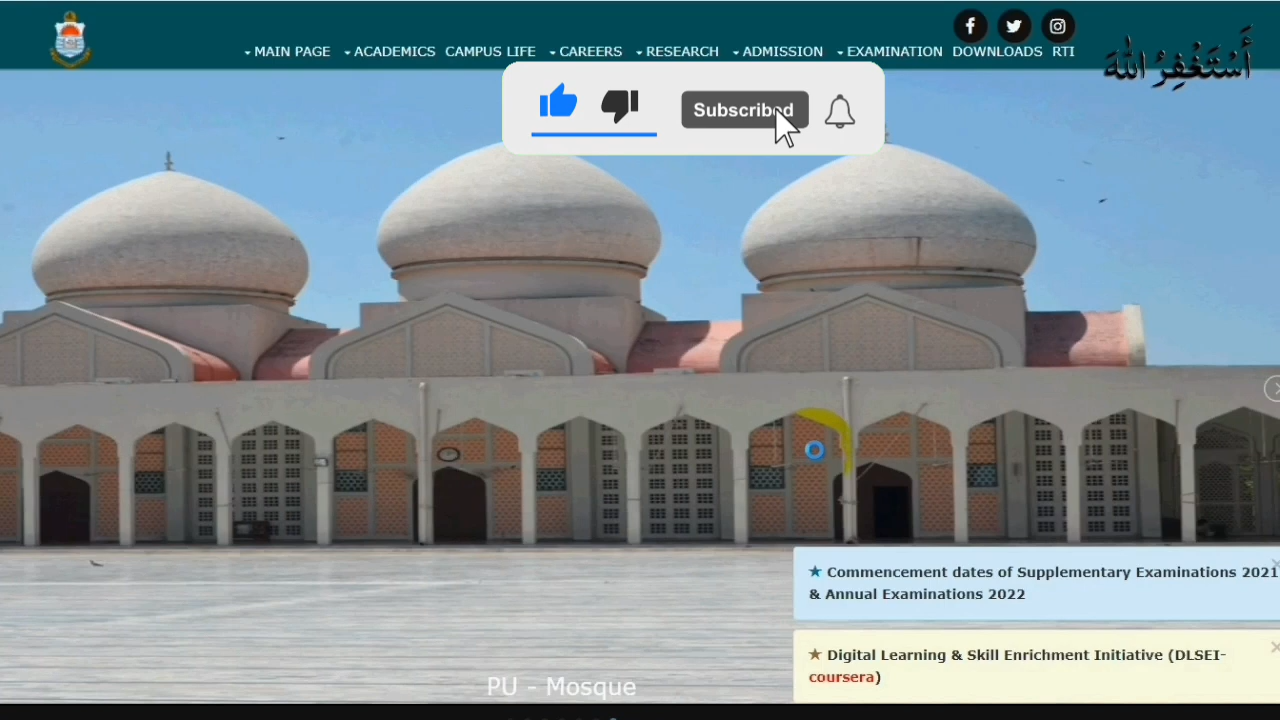 MAIN PAGE ACADEMICS CAMPUS LIFE CAREERS RESEARCH ADMISSION EXAMINATION DOWNLOADS RTI
أَسْتَغْفِرُ اللهَ
Subscribed
★ Commencement dates of Supplementary Examinations 2021
& Annual Examinations 2022
★ Digital Learning & Skill Enrichment Initiative (DLSEI-
coursera)
PU - Mosque